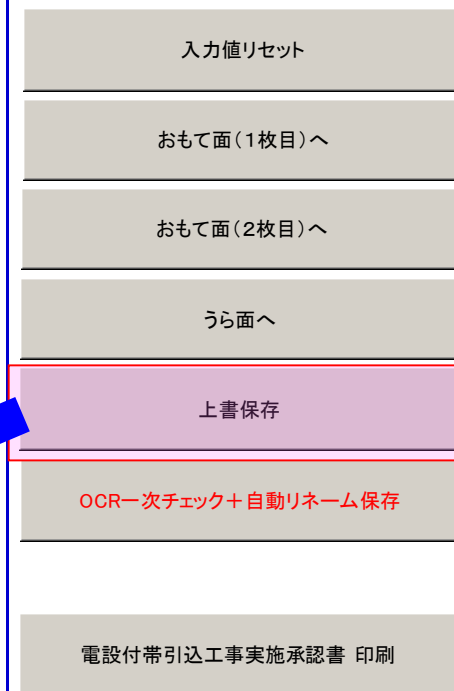 入力値リセット
おもて面(1枚目)へ
おもて面(2枚目)へ
うら面へ
上書保存
OCR一次チェック＋自動リネーム保存
電設付帯引込工事実施承認書 印刷